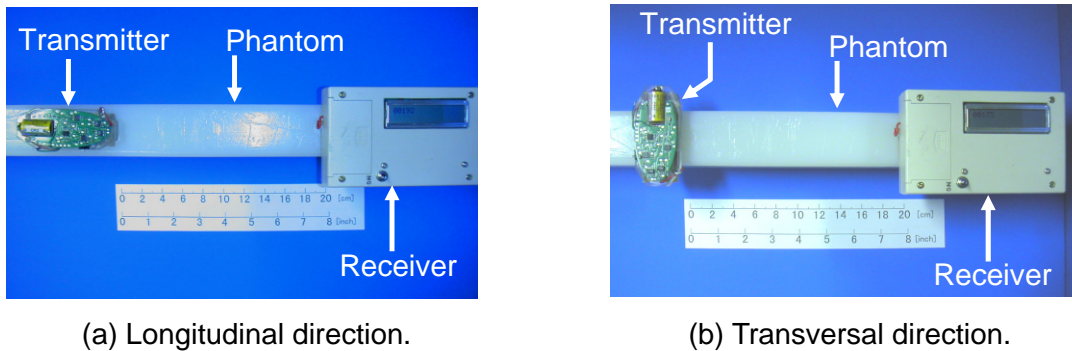 Transmitter
Phantom
0 2 4 6 8 10 12 14 16 18 20 [cm]
0 1 2 3 4 5 6 7 8 [inch]
Receiver
(a) Longitudinal direction.
Transmitter
Phantom
0 2 4 6 8 10 12 14 16 18 20 [cm]
0 1 2 3 4 5 6 7 8 [inch]
Receiver
(b) Transversal direction.